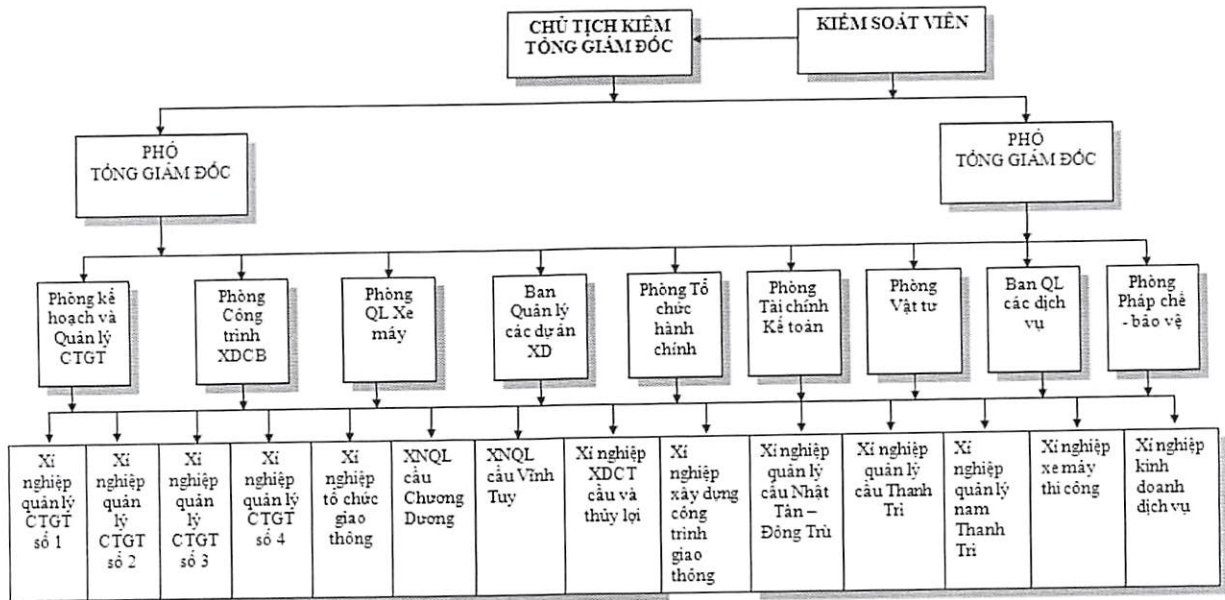 CHỦ TỊCH KIÊM
TỔNG GIÁM ĐỐC
KIỂM SOÁT VIÊN
PHÓ
TỔNG GIÁM ĐỐC
PHÓ
TỔNG GIÁM ĐỐC
Phòng kế
hoạch và
Quản lý
CTGT
Phòng
Công
trình
XDCB
Phòng
QL Xe
máy
Ban
Quản lý
các dự án
XD
Phòng Tổ
chức
hành
chính
Phòng
Tài chính
Kế toán
Phòng
Vật tư
Ban QL
các dịch
vụ
Phòng
Pháp chế
- bảo vệ
Xí
nghiệp
quản lý
CTGT
số 1
Xí
nghiệp
quản
lý
CTGT
số 2
Xí
nghiệp
quản
lý
CTGT
số 3
Xí
nghiệp
quản lý
CTGT
số 4
Xí
nghiệp
tổ chức
giao
thông
XNQL
cầu
Chương
Dương
XNQL
cầu Vĩnh
Tuy
Xí nghiệp
XDCT
cầu và
thủy lợi
Xí
nghiệp
xây dựng
công
trình
giao
thông
Xí nghiệp
quản lý
cầu Nhật
Tân –
Đông Trù
Xí nghiệp
quản lý
cầu Thanh
Trì
Xí
nghiệp
quản lý
nam
Thanh
Trì
Xí nghiệp
xe máy
thi công
Xí nghiệp
kinh
doanh
dịch vụ